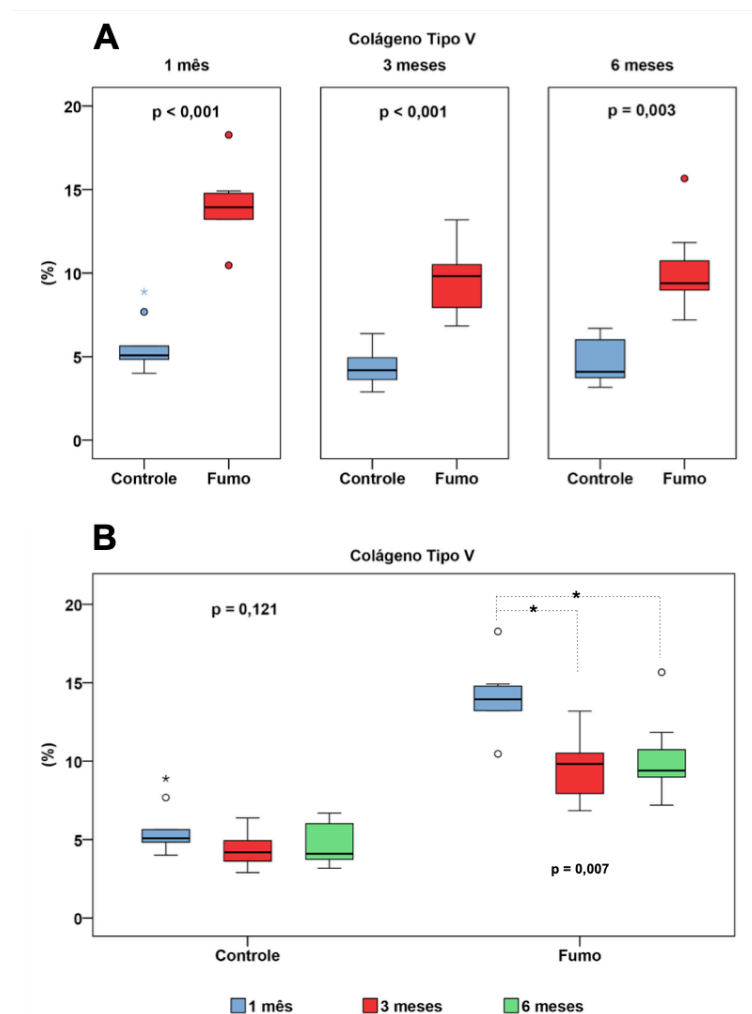 A
Colágeno Tipo V
1 mês 3 meses 6 meses
p < 0,001 p < 0,001 p = 0,003
20
15
10
5
0
(%)
*
Controle Fumo Controle Fumo Controle Fumo
B
Colágeno Tipo V
p = 0,121
20
15
10
5
0
(%)
*
*
*
p = 0,007
Controle Fumo
1 mês 3 meses 6 meses